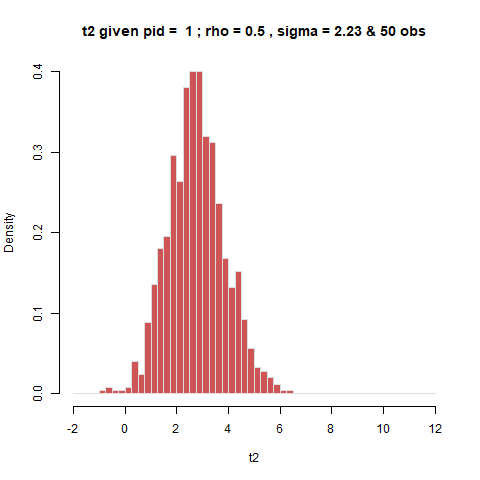 t2 given pid =  1 ; rho = 0.5 , sigma = 2.23 & 50 obs
0.4
0.3
0.2
0.1
0.0
Density
-2 0 2 4 6 8 10 12
t2